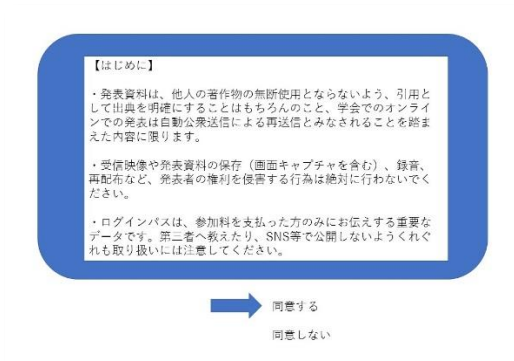 【はじめに】
・発表資料は、他人の著作物の無断使用とならないよう、引用と
して出典を明確にすることはもちろんのこと、学会でのオンライ
ンでの発表は自動公衆送信による再送信とみなされることを踏ま
えた内容に限ります。
・受信映像や発表資料の保存（画面キャプチャを含む）、録音、
再配布など、発表者の権利を侵害する行為は絶対に行わないでく
ださい。
・ログインパスは、参加料を支払った方のみにお伝えする重要な
データです。第三者へ教えたり、SNS等で公開しないようくれぐ
れも取り扱いには注意してください。
同意する
同意しない